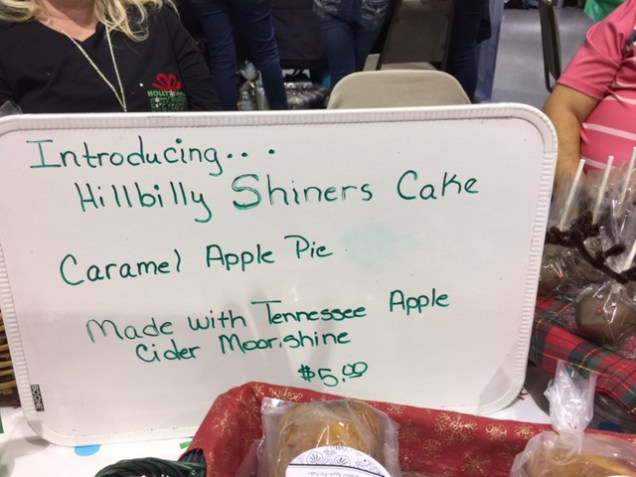 Introducing...
Hillbilly Shiners Cake
Caramel Apple Pie
Made with Tennessee Apple
Cider Moonshine
$5.00